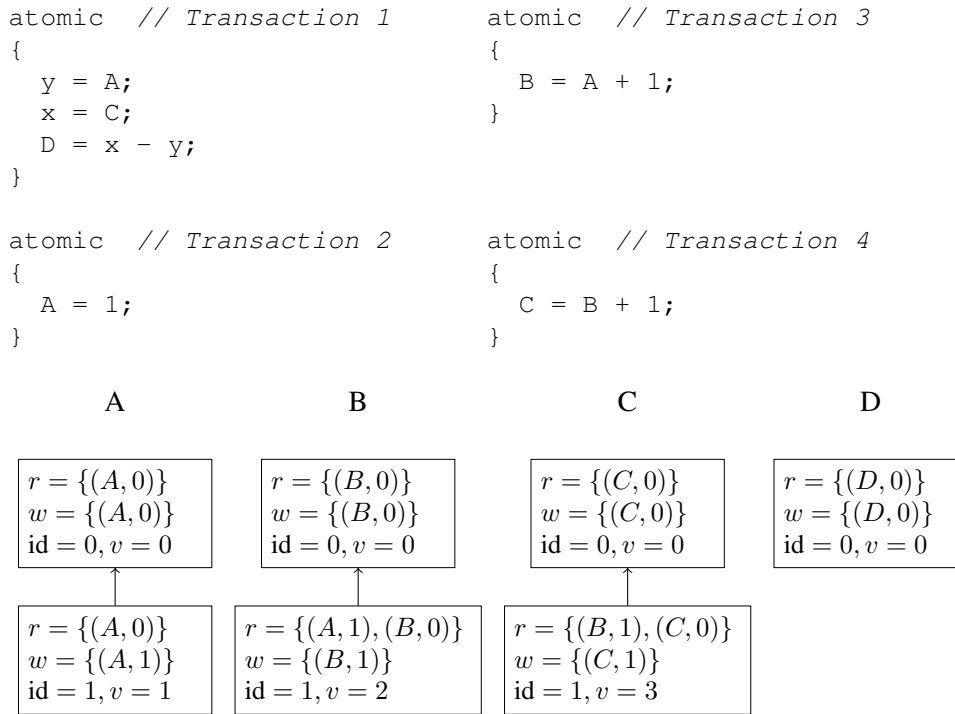 atomic // Transaction 1
{
y = A;
x = C;
D = x - y;
}
atomic // Transaction 3
{
B = A + 1;
}
atomic // Transaction 2
{
A = 1;
}
atomic // Transaction 4
{
C = B + 1;
}
A B C D
r = {(A, 0)}
w = {(A, 0)}
id = 0, v = 0
r = {(B, 0)}
w = {(B, 0)}
id = 0, v = 0
r = {(C, 0)}
w = {(C, 0)}
id = 0, v = 0
r = {(D, 0)}
w = {(D, 0)}
id = 0, v = 0
r = {(A, 0)}
w = {(A, 1)}
id = 1, v = 1
r = {(A, 1), (B, 0)}
w = {(B, 1)}
id = 1, v = 2
r = {(B, 1), (C, 0)}
w = {(C, 1)}
id = 1, v = 3